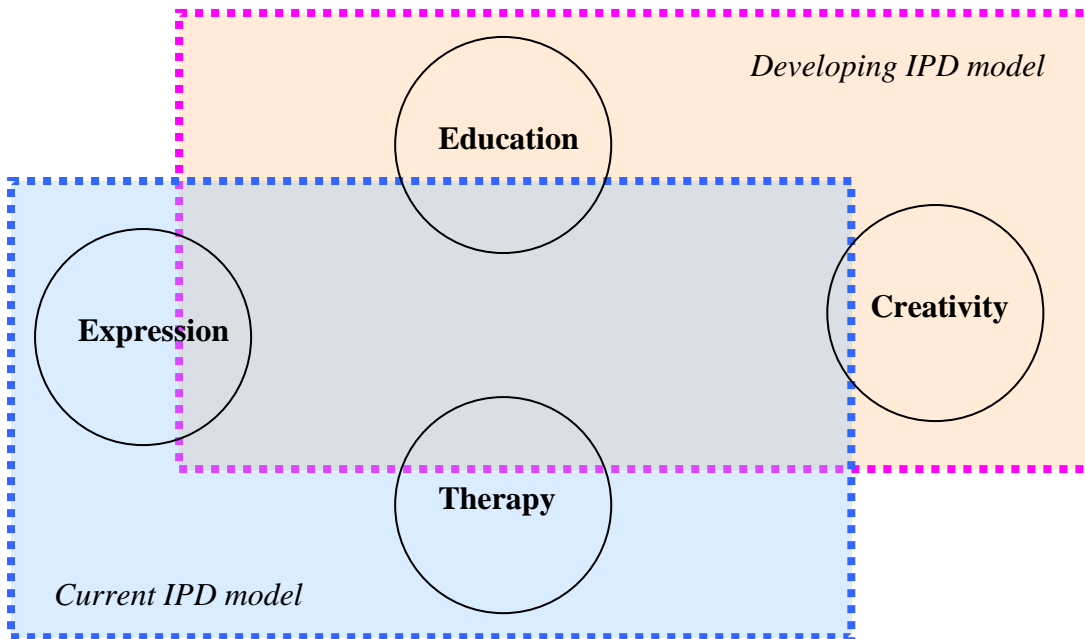 Developing IPD model
Education
Creativity
Expression
Therapy
Current IPD model